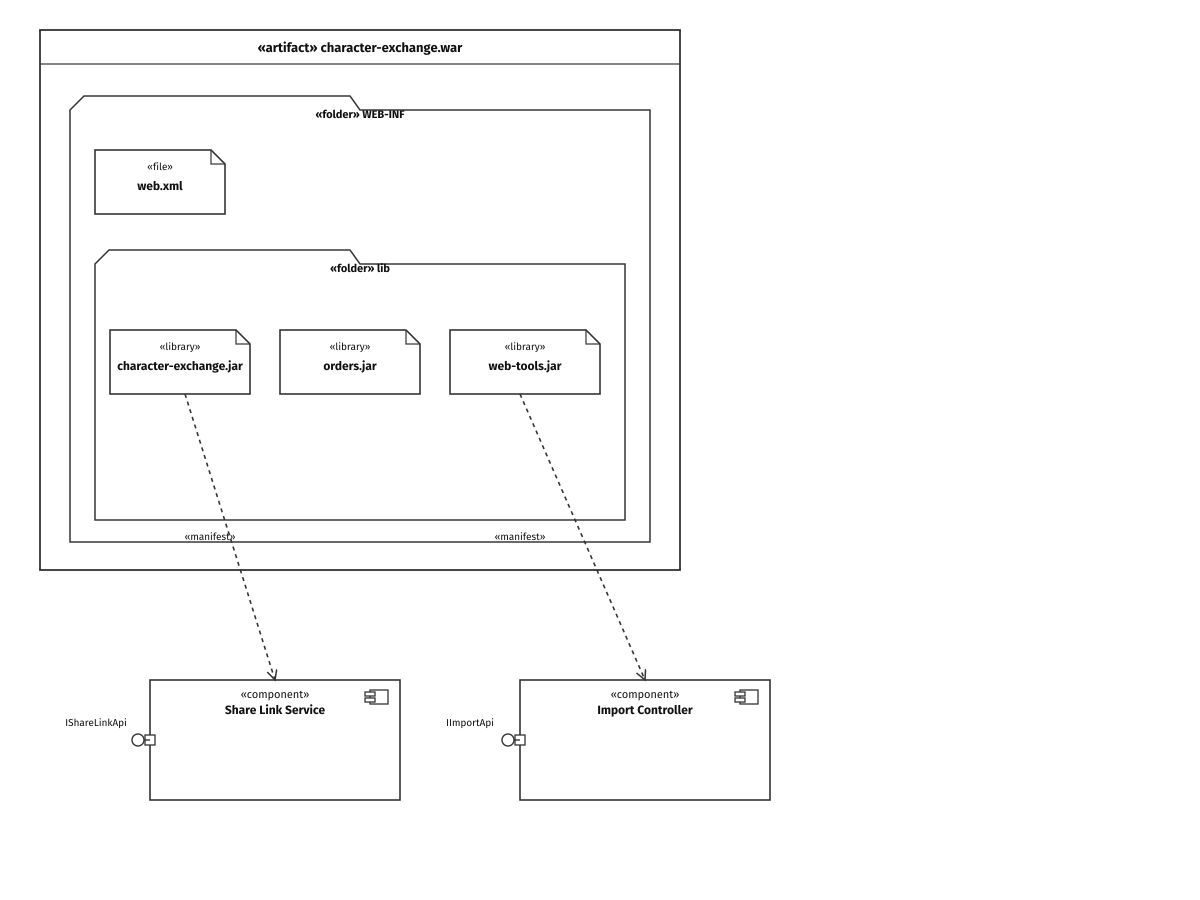 «artifact» character-exchange.war
«folder» WEB-INF
«file»
web.xml
«folder» lib
«library»
character-exchange.jar
«library»
orders.jar
«library»
web-tools.jar
«manifest»
«manifest»
«component»
Share Link Service
IShareLinkApi
«component»
Import Controller
IImportApi